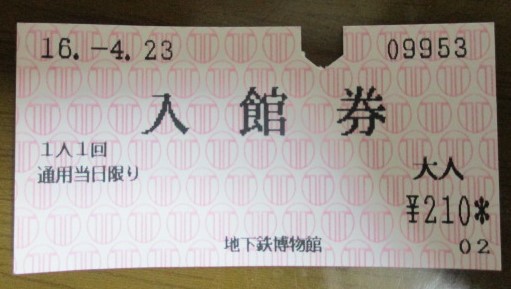 16.-4.23 09953
入館券
1人1回
通用当日限り
大人
¥210*
地下鉄博物館 02